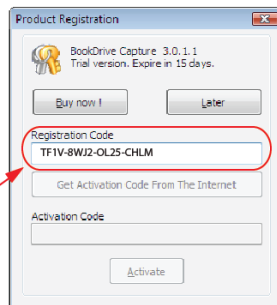 Product Registration
BookDrive Capture 3.0.1.1
Trial version. Expire in 15 days.
Buy now !
Later
Registration Code
TF1V-8WJ2-OL25-CHLM
Get Activation Code From The Internet
Activation Code
Activate